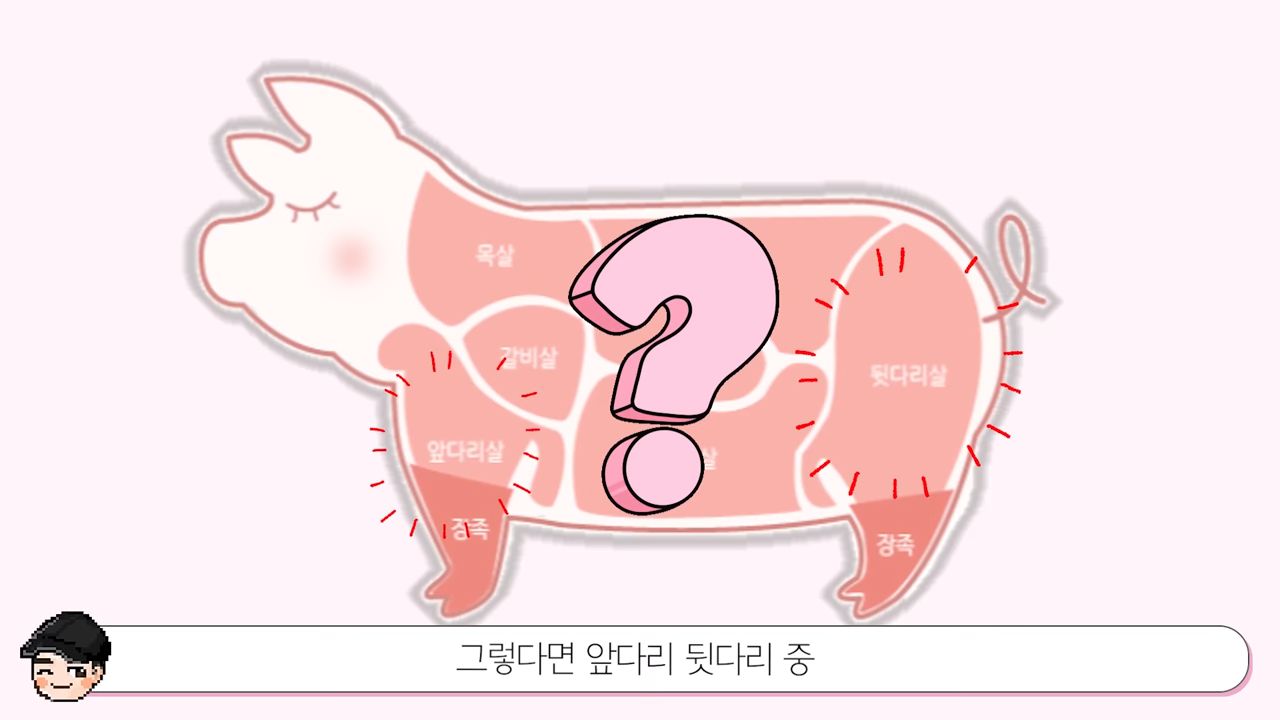 목살
갈비살
뒷다리살
앞다리살
살
장족
장족
그렇다면 앞다리 뒷다리 중